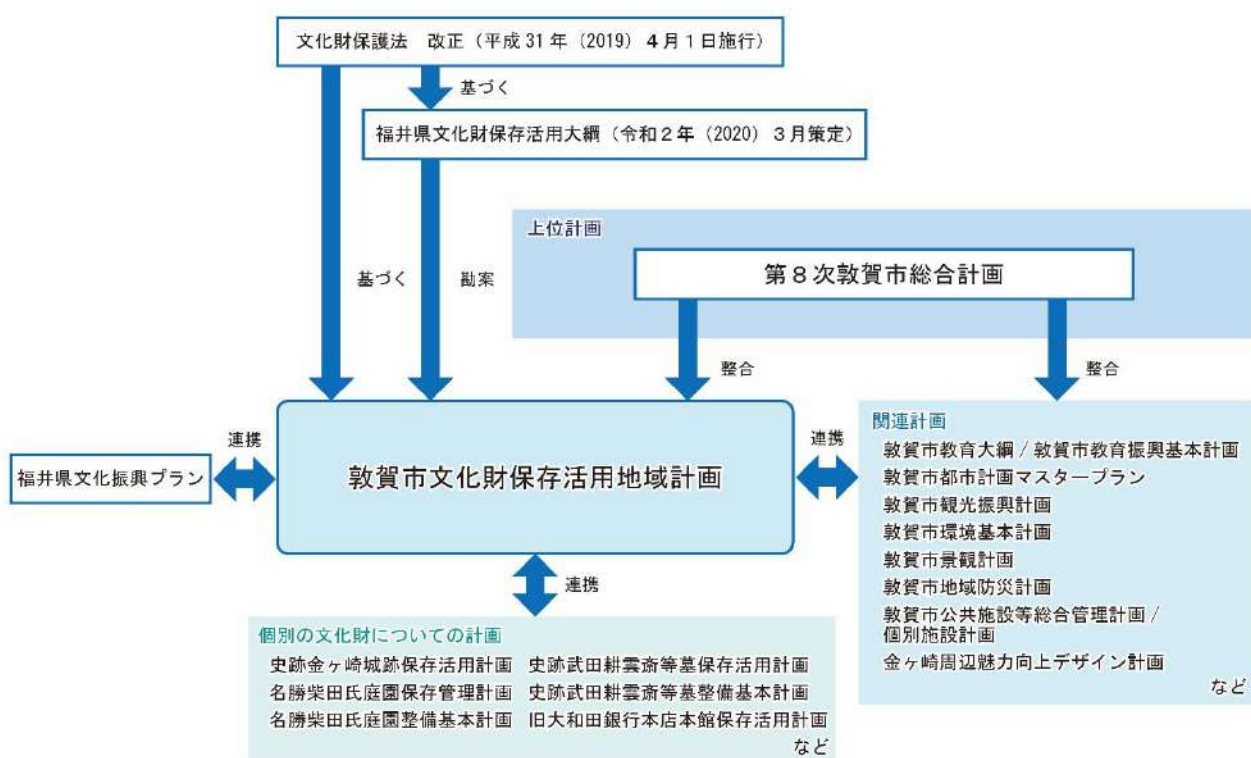 文化財保護法　改正（平成31年（2019）４月１日施行）
基づく
福井県文化財保存活用大綱（令和２年（2020）３月策定）
上位計画
第８次敦賀市総合計画
基づく
勘案
整合
整合
敦賀市文化財保存活用地域計画
連携
福井県文化振興プラン
連携
関連計画
敦賀市教育大綱 / 敦賀市教育振興基本計画
敦賀市都市計画マスタープラン
敦賀市観光振興計画
敦賀市環境基本計画
敦賀市景観計画
敦賀市地域防災計画
敦賀市公共施設等総合管理計画 /
個別施設計画
金ヶ崎周辺魅力向上デザイン計画
など
連携
個別の文化財についての計画
史跡金ヶ崎城跡保存活用計画　史跡武田耕雲斎等墓保存活用計画
名勝柴田氏庭園保存管理計画　史跡武田耕雲斎等墓整備基本計画
名勝柴田氏庭園整備基本計画　旧大和田銀行本店本館保存活用計画
など